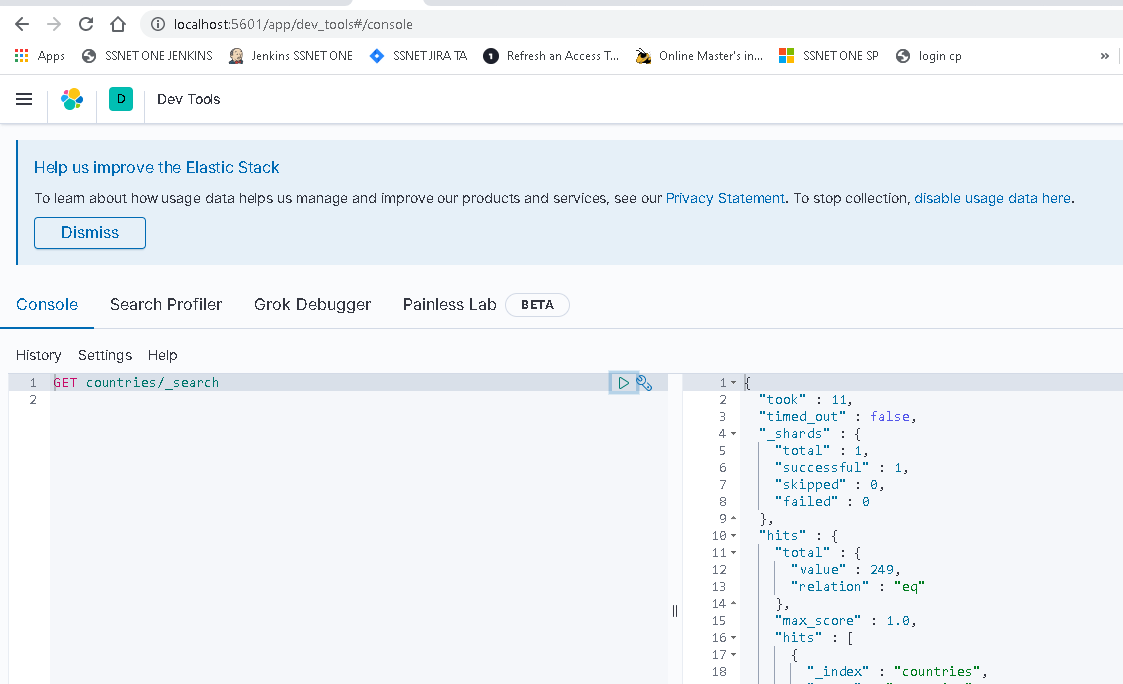 localhost:5601/app/dev_tools#/console
Apps SSNET ONE JENKINS Jenkins SSNET ONE SSNET JIRA TA Refresh an Access T... Online Master's in... SSNET ONE SP login cp »
D Dev Tools
Help us improve the Elastic Stack
To learn about how usage data helps us manage and improve our products and services, see our Privacy Statement. To stop collection, disable usage data here.
Dismiss
Console Search Profiler Grok Debugger Painless Lab BETA
History Settings Help
1 GET countries/_search
2
1 {
2 "took" : 11,
3 "timed_out" : false,
4 "_shards" : {
5 "total" : 1,
6 "successful" : 1,
7 "skipped" : 0,
8 "failed" : 0
9 },
10 "hits" : {
11 "total" : {
12 "value" : 249,
13 "relation" : "eq"
14 },
15 "max_score" : 1.0,
16 "hits" : [
17 {
18 "_index" : "countries",